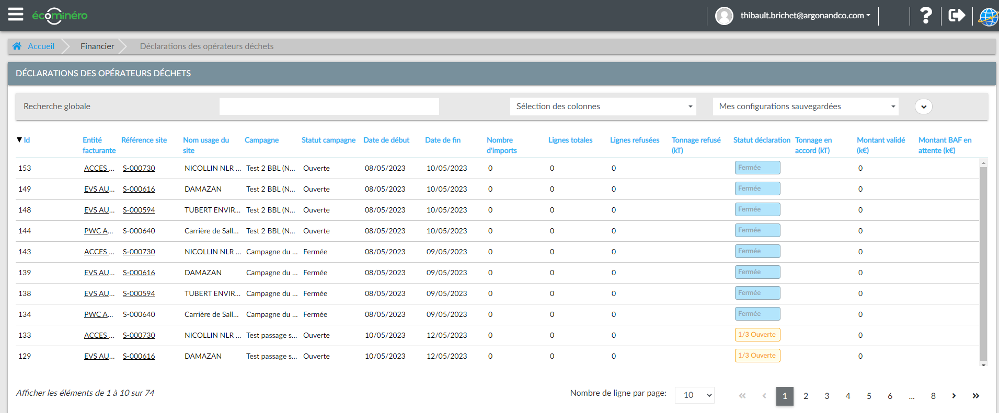 écominéro
thibault.brichet@argonandco.com
Accueil Financier Déclarations des opérateurs déchets
DÉCLARATIONS DES OPÉRATEURS DÉCHETS
Recherche globale Sélection des colonnes Mes configurations sauvegardées
▼ Id Entité facturante Référence site Nom usage du site Campagne Statut campagne Date de début Date de fin Nombre d'imports Lignes totales Lignes refusées Tonnage refusé (kT) Statut déclaration Tonnage en accord (kT) Montant validé (k€) Montant BAF en attente (k€)
153 ACCES ... S-000730 NICOLLIN NLR ... Test 2 BBL (N... Ouverte 08/05/2023 10/05/2023 0 0 0 Fermée 0
149 EVS AU... S-000616 DAMAZAN Test 2 BBL (N... Ouverte 08/05/2023 10/05/2023 0 0 0 Fermée 0
148 EVS AU... S-000594 TUBERT ENVIR... Test 2 BBL (N... Ouverte 08/05/2023 10/05/2023 0 0 0 Fermée 0
144 PWC A... S-000640 Carrière de Sall... Test 2 BBL (N... Ouverte 08/05/2023 10/05/2023 0 0 0 Fermée 0
143 ACCES ... S-000730 NICOLLIN NLR ... Campagne du ... Fermée 08/05/2023 09/05/2023 0 0 0 Fermée 0
139 EVS AU... S-000616 DAMAZAN Campagne du ... Fermée 08/05/2023 09/05/2023 0 0 0 Fermée 0
138 EVS AU... S-000594 TUBERT ENVIR... Campagne du ... Fermée 08/05/2023 09/05/2023 0 0 0 Fermée 0
134 PWC A... S-000640 Carrière de Sall... Campagne du ... Fermée 08/05/2023 09/05/2023 0 0 0 Fermée 0
133 ACCES ... S-000730 NICOLLIN NLR ... Test passage s... Ouverte 10/05/2023 12/05/2023 0 0 0 1/3 Ouverte 0
129 EVS AU... S-000616 DAMAZAN Test passage s... Ouverte 10/05/2023 12/05/2023 0 0 0 1/3 Ouverte 0
Afficher les éléments de 1 à 10 sur 74 Nombre de ligne par page: 10 « ‹ 1 2 3 4 5 6 ... 8 › »